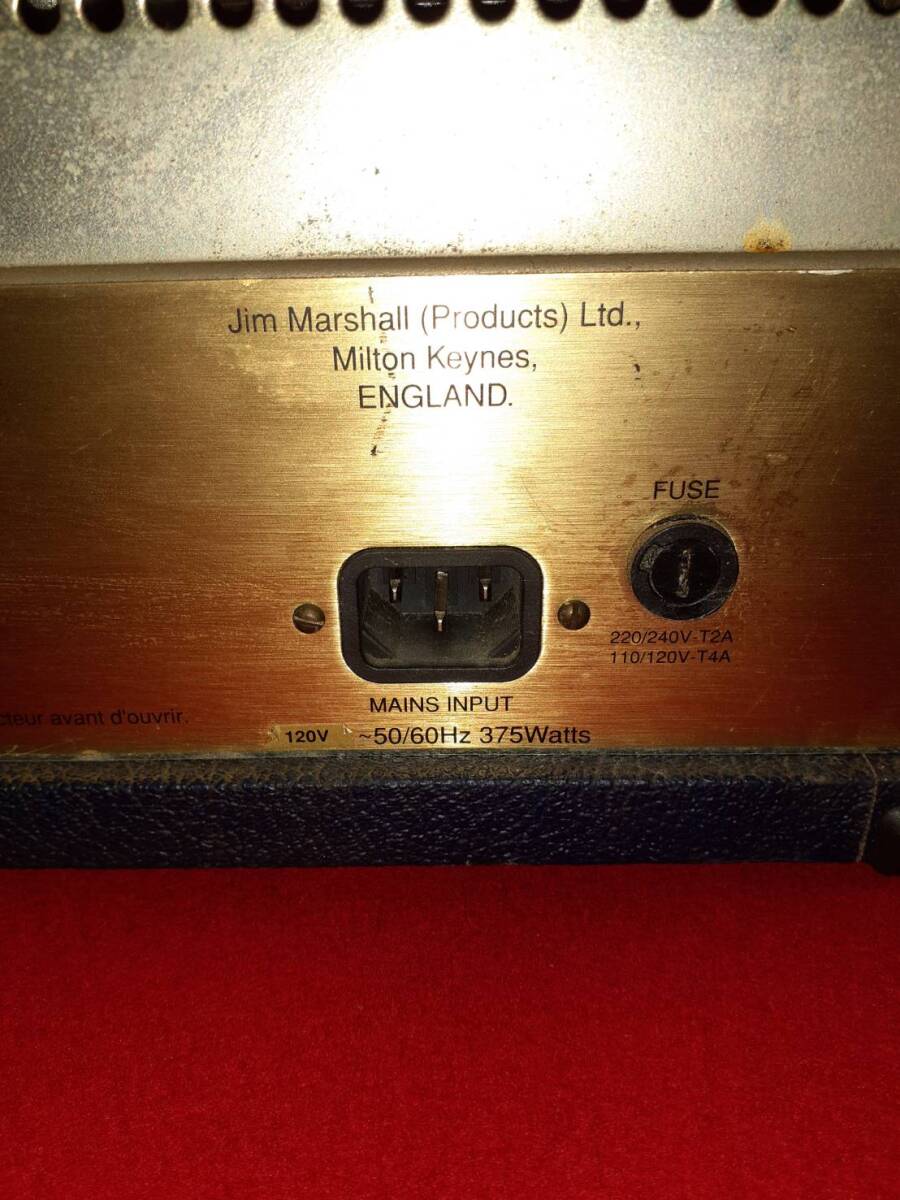 Jim Marshall (Products) Ltd.,
Milton Keynes,
ENGLAND.
FUSE
220/240V-T2A
110/120V-T4A
MAINS INPUT
avant d'ouvrir.
120V ~50/60Hz 375Watts